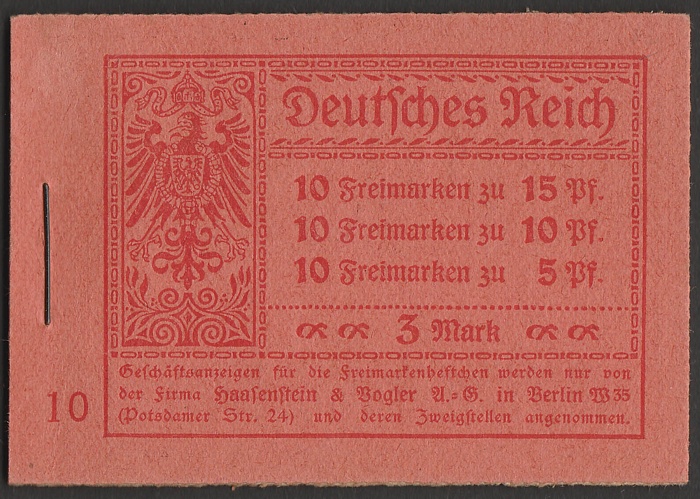 Deutsches Reich
10 Freimarken zu 15 Pf.
10 Freimarken zu 10 Pf.
10 Freimarken zu 5 Pf.
3 Mark
Geschäftsanzeigen für die Freimarkenheftchen werden nur von
der Firma Haasenstein & Vogler A.=G. in Berlin W35
(Potsdamer Str. 24) und deren Zweigstellen angenommen.
10